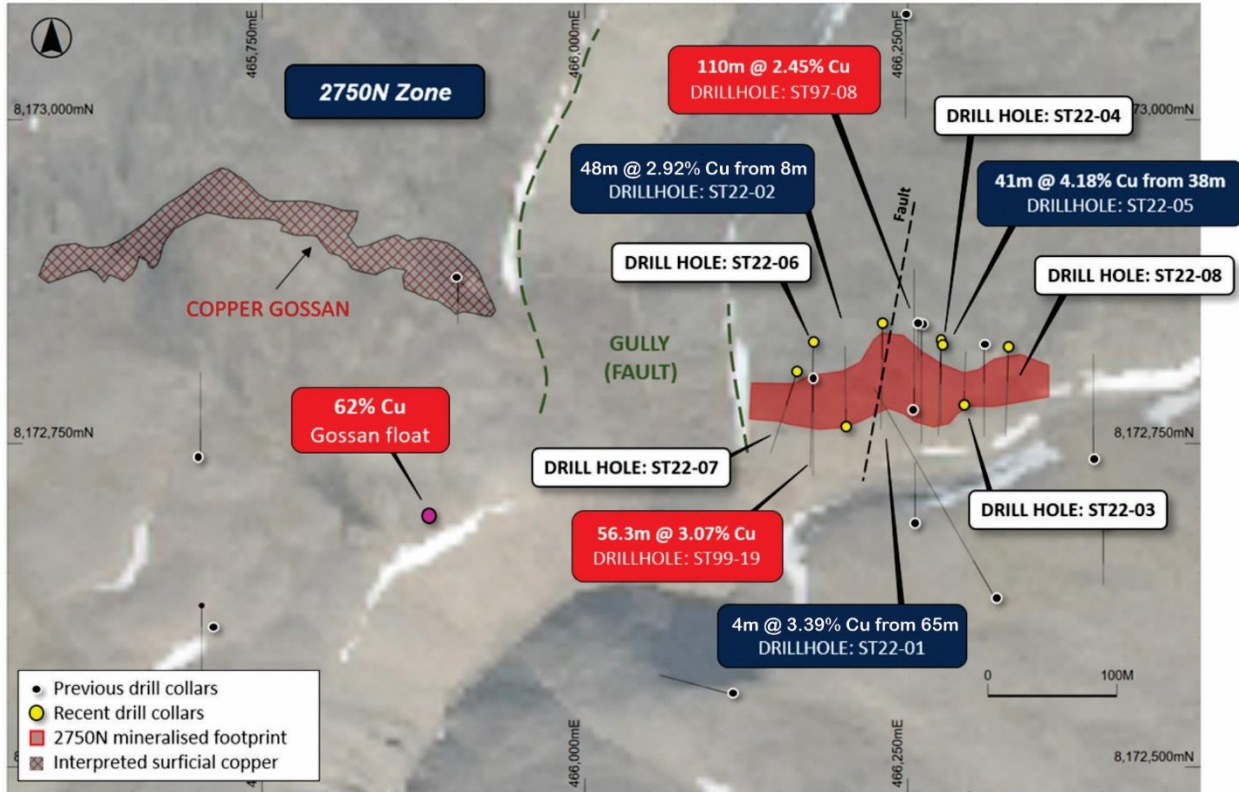 465,750mE
466,000mE
466,250mE
2750N Zone
110m @ 2.45% Cu
DRILLHOLE: ST97-08
DRILL HOLE: ST22-04
8,173,000mN
73,000mN
48m @ 2.92% Cu from 8m
DRILLHOLE: ST22-02
41m @ 4.18% Cu from 38m
DRILLHOLE: ST22-05
Fault
DRILL HOLE: ST22-06
DRILL HOLE: ST22-08
COPPER GOSSAN
GULLY
(FAULT)
62% Cu
Gossan float
8,172,750mN
8,172,750mN
DRILL HOLE: ST22-07
DRILL HOLE: ST22-03
56.3m @ 3.07% Cu
DRILLHOLE: ST99-19
4m @ 3.39% Cu from 65m
DRILLHOLE: ST22-01
100M
0
Previous drill collars
Recent drill collars
2750N mineralised footprint
Interpreted surficial copper
466,000mE
466,250mE
8,172,500mN